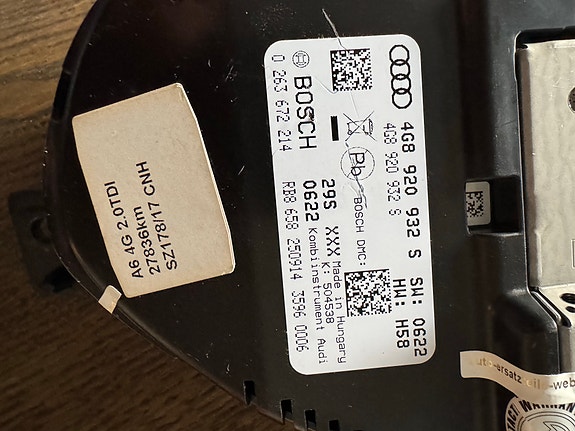 A6 4G 2,0TDI
27836km
SZ178/17 CNH
4G8 920 932 S SW: 0622
4G8 920 932 S HW: H58
Pb BOSCH DMC:
BOSCH 29S XXX Made in Hungary
0622 K: 504538
Kombiinstrument Audi
0 263 672 214 RB8 658 250914 3596 0006
WARRAN